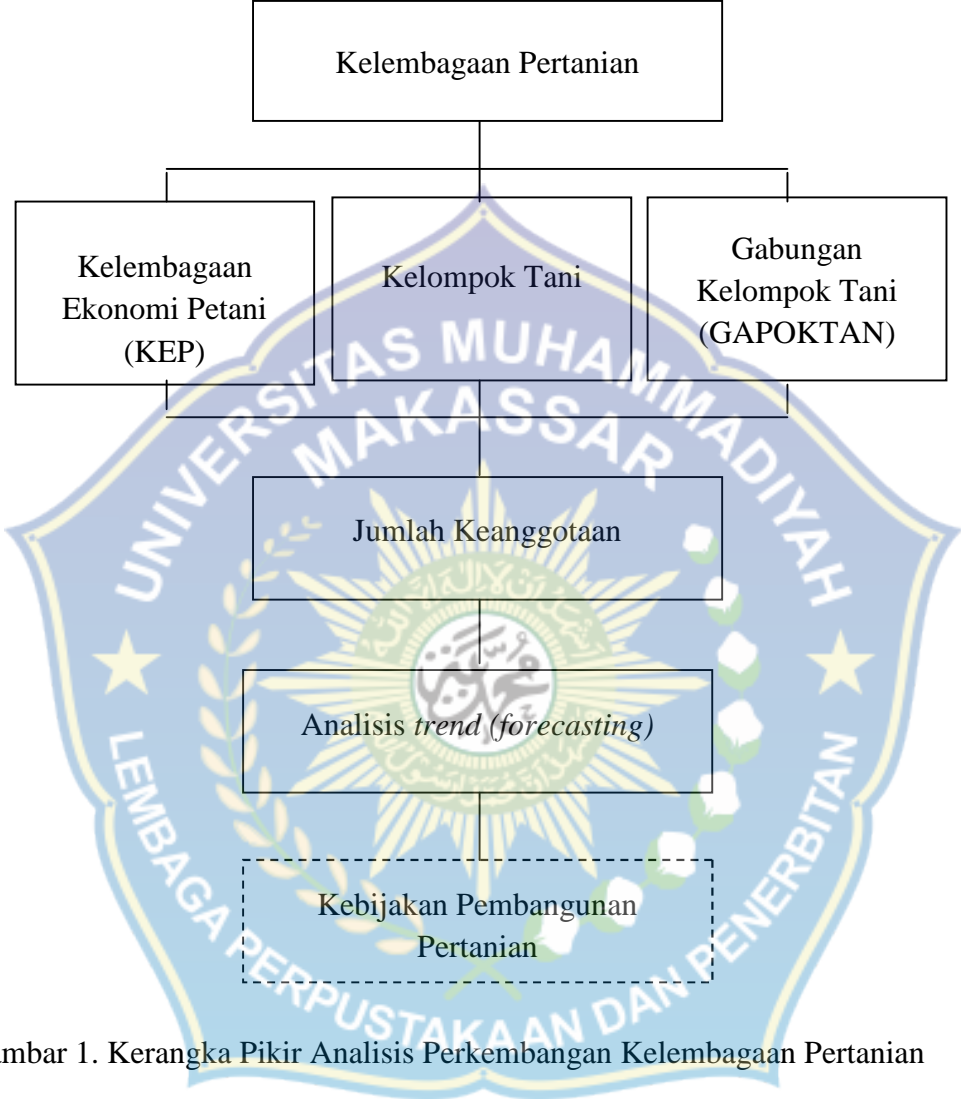 Kelembagaan Pertanian
Kelembagaan
Ekonomi Petani
(KEP)
Kelompok Tani
Gabungan
Kelompok Tani
(GAPOKTAN)
UNIVERSITAS MUHAMMADIYAH
MAKASSAR
Jumlah Keanggotaan
Analisis trend (forecasting)
Kebijakan Pembangunan
Pertanian
LEMBAGA PERPUSTAKAAN DAN PENERBITAN
ambar 1. Kerangka Pikir Analisis Perkembangan Kelembagaan Pertanian